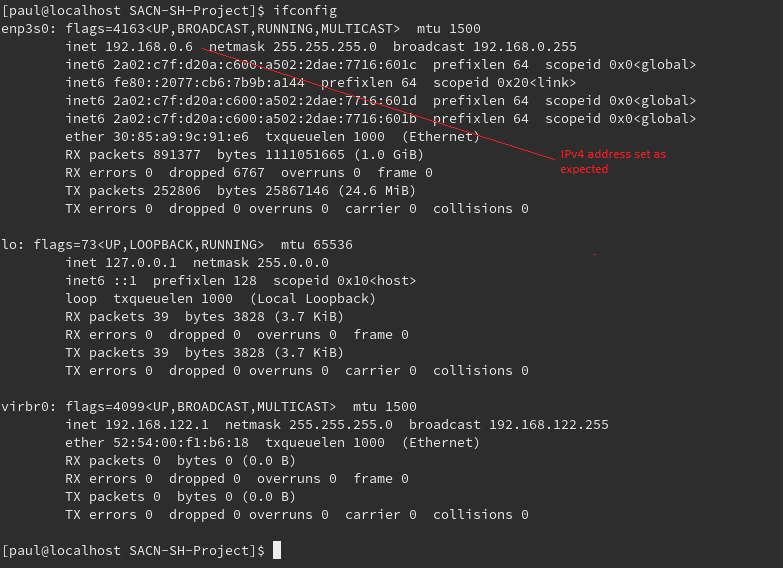 [paul@localhost SACN-SH-Project]$ ifconfig
enp3s0: flags=4163<UP,BROADCAST,RUNNING,MULTICAST>  mtu 1500
        inet 192.168.0.6  netmask 255.255.255.0  broadcast 192.168.0.255
        inet6 2a02:c7f:d20a:c600:a502:2dae:7716:601c  prefixlen 64  scopeid 0x0<global>
        inet6 fe80::2077:cb6:7b9b:a144  prefixlen 64  scopeid 0x20<link>
        inet6 2a02:c7f:d20a:c600:a502:2dae:7716:601d  prefixlen 64  scopeid 0x0<global>
        inet6 2a02:c7f:d20a:c600:a502:2dae:7716:601b  prefixlen 64  scopeid 0x0<global>
        ether 30:85:a9:9c:91:e6  txqueuelen 1000  (Ethernet)
        RX packets 891377  bytes 1111051665 (1.0 GiB)
        RX errors 0  dropped 6767  overruns 0  frame 0
        TX packets 252806  bytes 25867146 (24.6 MiB)
        TX errors 0  dropped 0 overruns 0  carrier 0  collisions 0
IPv4 address set as
expected

lo: flags=73<UP,LOOPBACK,RUNNING>  mtu 65536
        inet 127.0.0.1  netmask 255.0.0.0
        inet6 ::1  prefixlen 128  scopeid 0x10<host>
        loop  txqueuelen 1000  (Local Loopback)
        RX packets 39  bytes 3828 (3.7 KiB)
        RX errors 0  dropped 0  overruns 0  frame 0
        TX packets 39  bytes 3828 (3.7 KiB)
        TX errors 0  dropped 0 overruns 0  carrier 0  collisions 0

virbr0: flags=4099<UP,BROADCAST,MULTICAST>  mtu 1500
        inet 192.168.122.1  netmask 255.255.255.0  broadcast 192.168.122.255
        ether 52:54:00:f1:b6:18  txqueuelen 1000  (Ethernet)
        RX packets 0  bytes 0 (0.0 B)
        RX errors 0  dropped 0  overruns 0  frame 0
        TX packets 0  bytes 0 (0.0 B)
        TX errors 0  dropped 0 overruns 0  carrier 0  collisions 0

[paul@localhost SACN-SH-Project]$